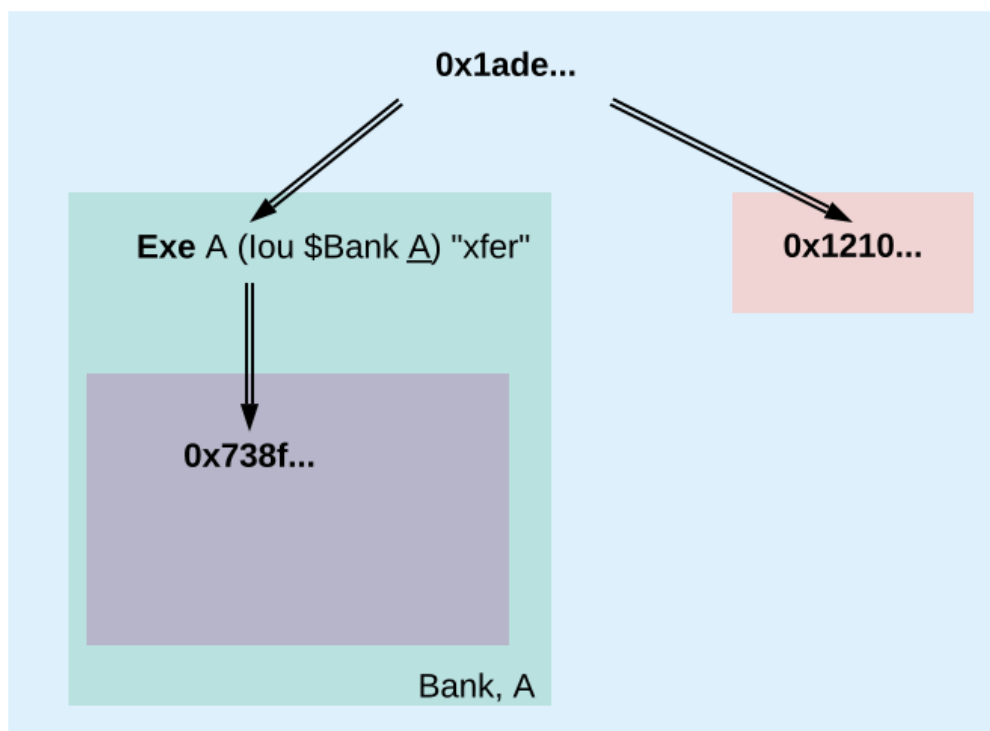 0x1ade...
Exe A (Iou $Bank A) "xfer"
0x1210...
0x738f...
Bank, A